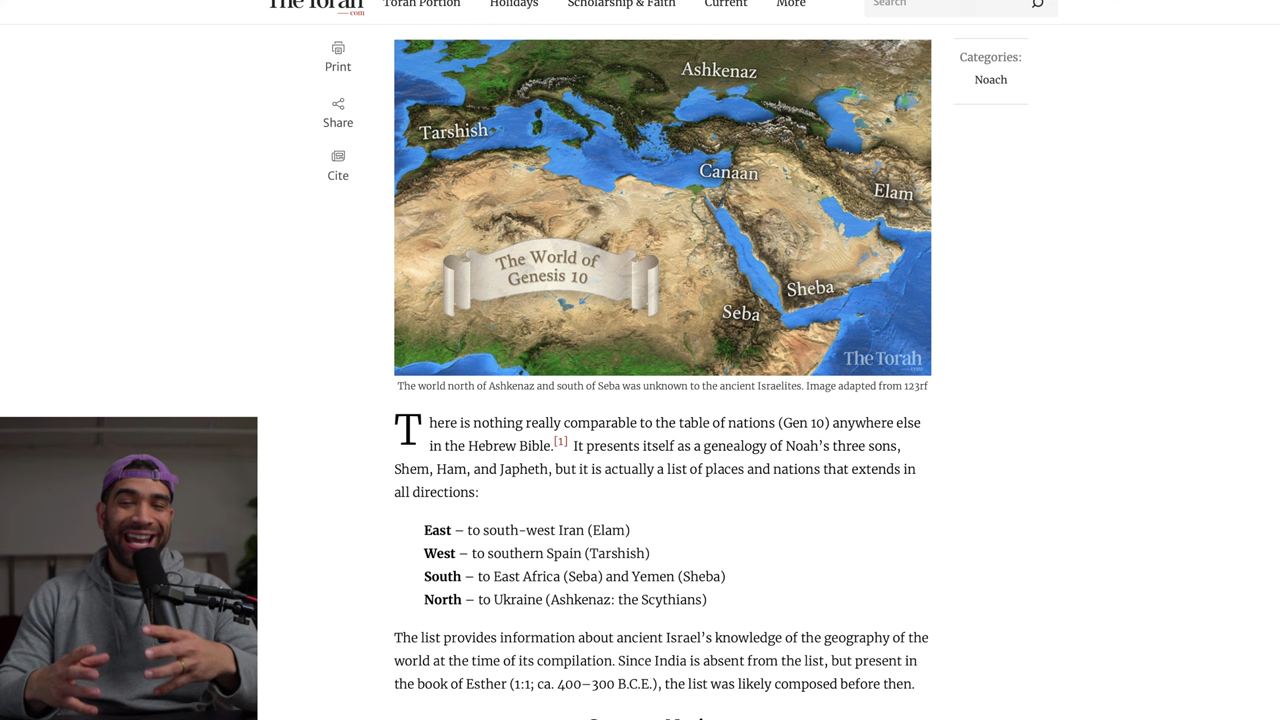 The Torah
.com
Torah Portion Holidays Scholarship & Faith Current More Search
Print
Share
Cite
Categories:
Noach
Ashkenaz
Tarshish
Canaan
Elam
The World of
Genesis 10
Sheba
Seba
The Torah
.com
The world north of Ashkenaz and south of Seba was unknown to the ancient Israelites. Image adapted from 123rf
There is nothing really comparable to the table of nations (Gen 10) anywhere else
in the Hebrew Bible.[1] It presents itself as a genealogy of Noah’s three sons,
Shem, Ham, and Japheth, but it is actually a list of places and nations that extends in
all directions:
East – to south-west Iran (Elam)
West – to southern Spain (Tarshish)
South – to East Africa (Seba) and Yemen (Sheba)
North – to Ukraine (Ashkenaz: the Scythians)
The list provides information about ancient Israel’s knowledge of the geography of the
world at the time of its compilation. Since India is absent from the list, but present in
the book of Esther (1:1; ca. 400–300 B.C.E.), the list was likely composed before then.